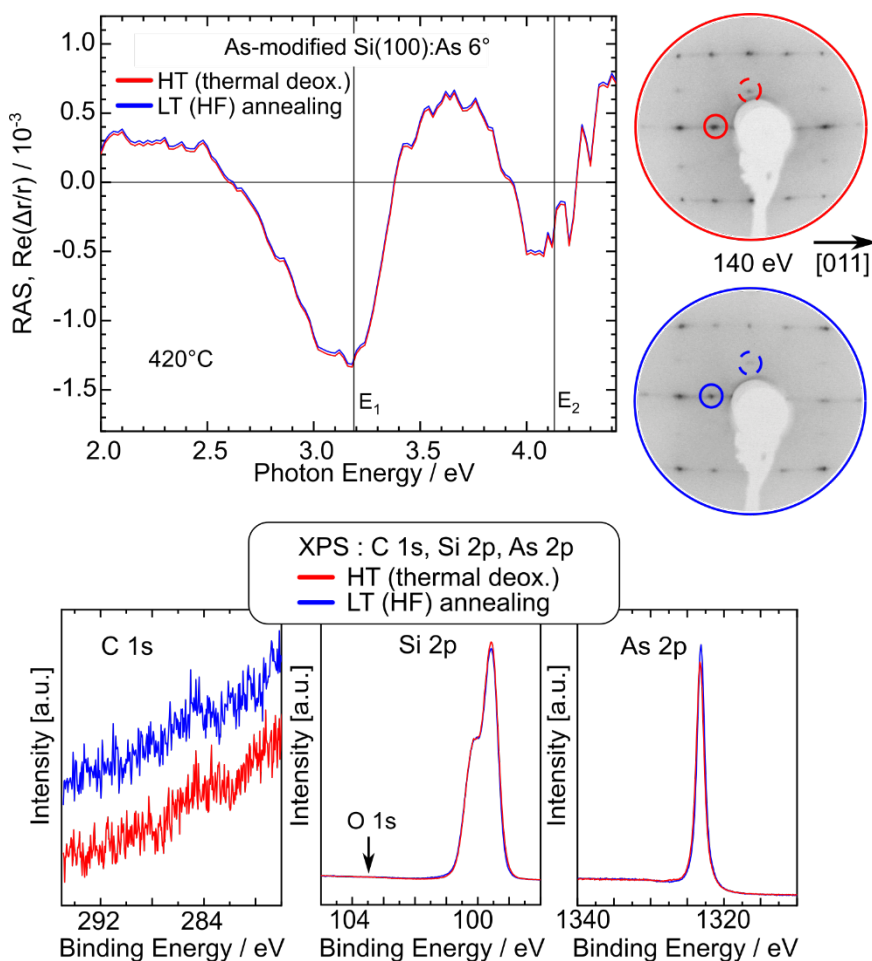 As-modified Si(100):As 6°
HT (thermal deox.)
LT (HF) annealing
RAS, Re(Δr/r) / 10⁻³
1.0
0.5
0.0
-0.5
-1.0
-1.5
420°C
E₁
E₂
2.0 2.5 3.0 3.5 4.0
Photon Energy / eV
140 eV
[011]
XPS : C 1s, Si 2p, As 2p
HT (thermal deox.)
LT (HF) annealing
C 1s
Intensity [a.u.]
292 284
Binding Energy / eV
Si 2p
Intensity [a.u.]
O 1s
104 100
Binding Energy / eV
As 2p
Intensity [a.u.]
1340 1320
Binding Energy / eV